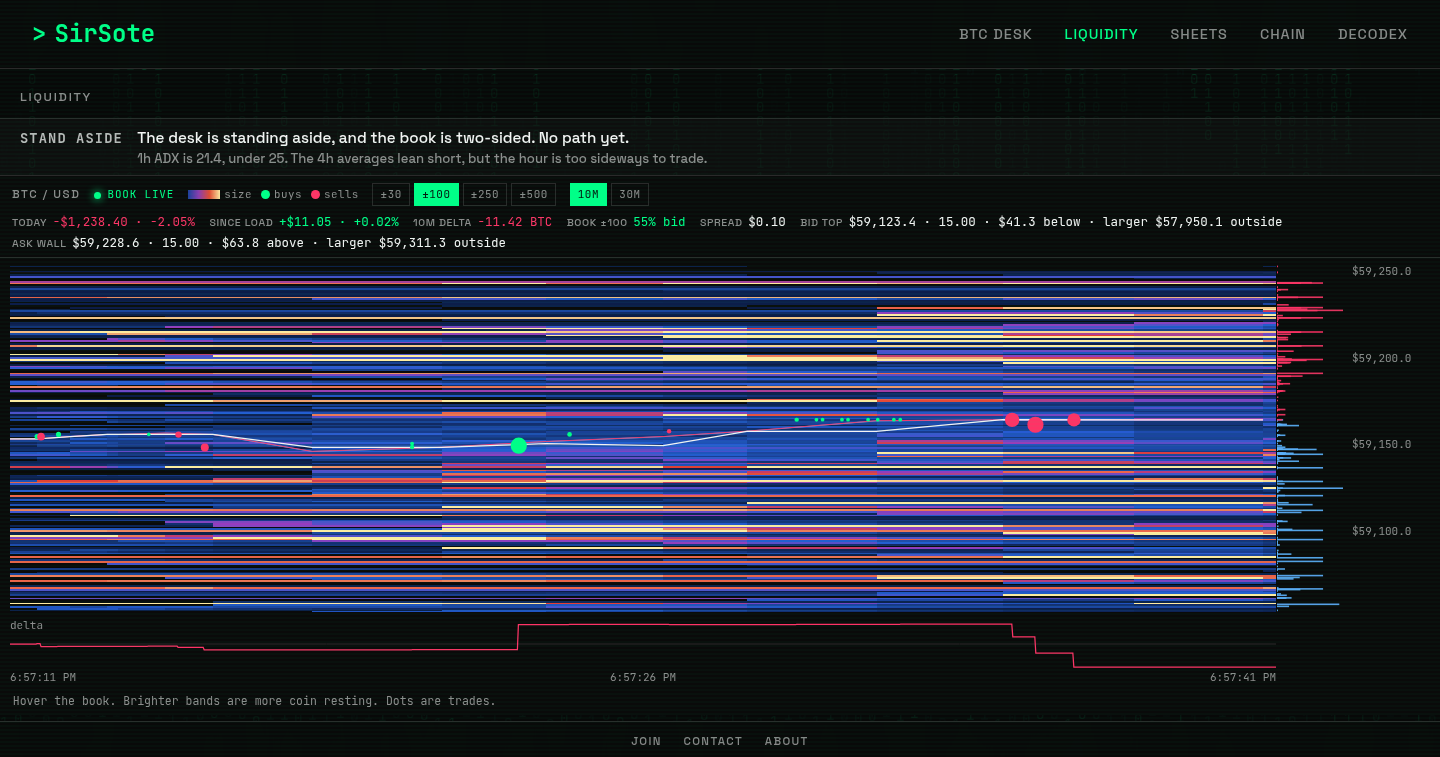 > SirSote
BTC DESK LIQUIDITY SHEETS CHAIN DECODEX
LIQUIDITY
STAND ASIDE The desk is standing aside, and the book is two-sided. No path yet.
1h ADX is 21.4, under 25. The 4h averages lean short, but the hour is too sideways to trade.
BTC / USD BOOK LIVE size buys sells ±30 ±100 ±250 ±500 10M 30M
TODAY -$1,238.40 · -2.05% SINCE LOAD +$11.05 · +0.02% 10M DELTA -11.42 BTC BOOK ±100 55% bid SPREAD $0.10 BID TOP $59,123.4 · 15.00 · $41.3 below · larger $57,950.1 outside
ASK WALL $59,228.6 · 15.00 · $63.8 above · larger $59,311.3 outside
$59,250.0
$59,200.0
$59,150.0
$59,100.0
delta
6:57:11 PM 6:57:26 PM 6:57:41 PM
Hover the book. Brighter bands are more coin resting. Dots are trades.
JOIN CONTACT ABOUT